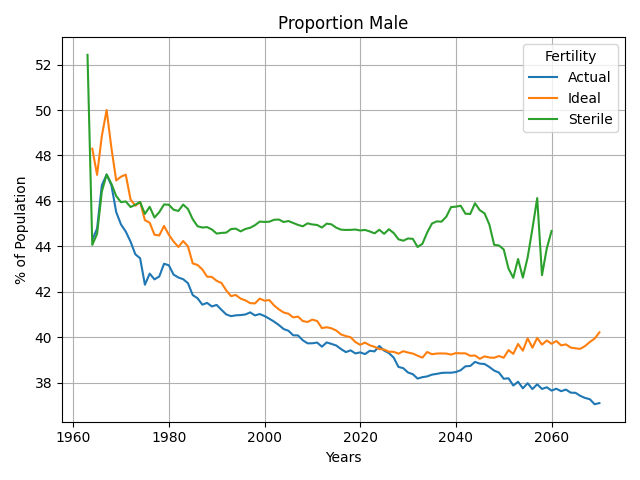 Proportion Male
% of Population
52
50
48
46
44
42
40
38
1960
1980
2000
2020
2040
2060
Years
Fertility
Actual
Ideal
Sterile